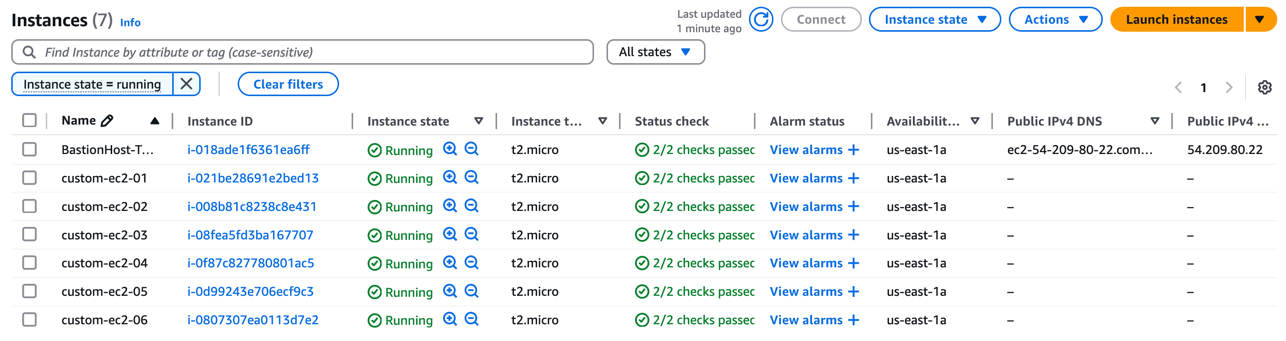 Instances (7) Info
Last updated
1 minute ago
Connect
Instance state
Actions
Launch instances
Find Instance by attribute or tag (case-sensitive)
All states
Instance state = running
Clear filters
1
Name Instance ID Instance state Instance t... Status check Alarm status Availabilit... Public IPv4 DNS Public IPv4 ...
BastionHost-T... i-018ade1f6361ea6ff Running t2.micro 2/2 checks passec View alarms + us-east-1a ec2-54-209-80-22.com... 54.209.80.22
custom-ec2-01 i-021be28691e2bed13 Running t2.micro 2/2 checks passec View alarms + us-east-1a – –
custom-ec2-02 i-008b81c8238c8e431 Running t2.micro 2/2 checks passec View alarms + us-east-1a – –
custom-ec2-03 i-08fea5fd3ba167707 Running t2.micro 2/2 checks passec View alarms + us-east-1a – –
custom-ec2-04 i-0f87c827780801ac5 Running t2.micro 2/2 checks passec View alarms + us-east-1a – –
custom-ec2-05 i-0d99243e706ecf9c3 Running t2.micro 2/2 checks passec View alarms + us-east-1a – –
custom-ec2-06 i-0807307ea0113d7e2 Running t2.micro 2/2 checks passec View alarms + us-east-1a – –